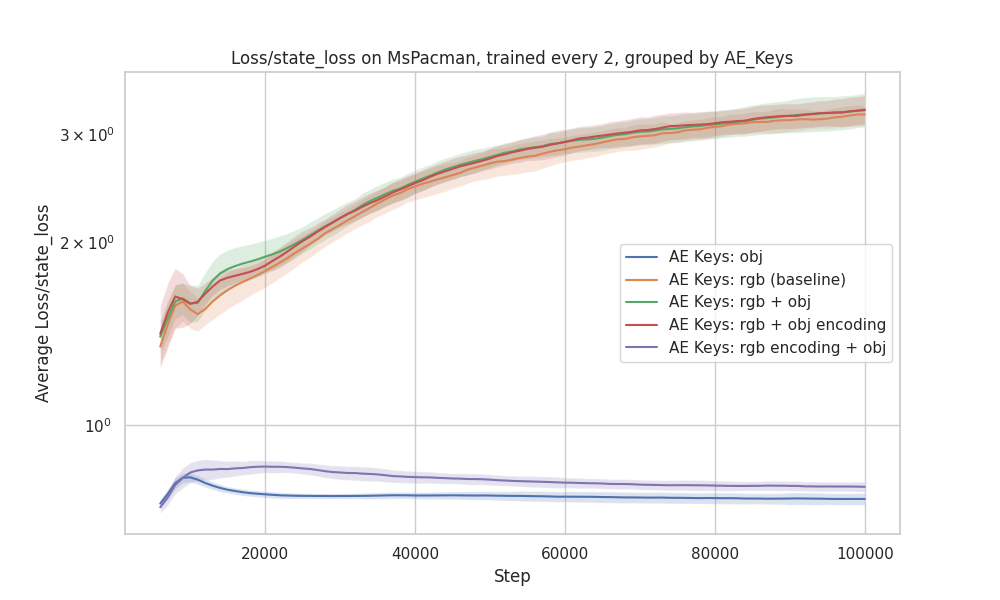 Loss/state_loss on MsPacman, trained every 2, grouped by AE_Keys
Average Loss/state_loss
3 × 10⁰
2 × 10⁰
10⁰
AE Keys: obj
AE Keys: rgb (baseline)
AE Keys: rgb + obj
AE Keys: rgb + obj encoding
AE Keys: rgb encoding + obj
20000 40000 60000 80000 100000
Step